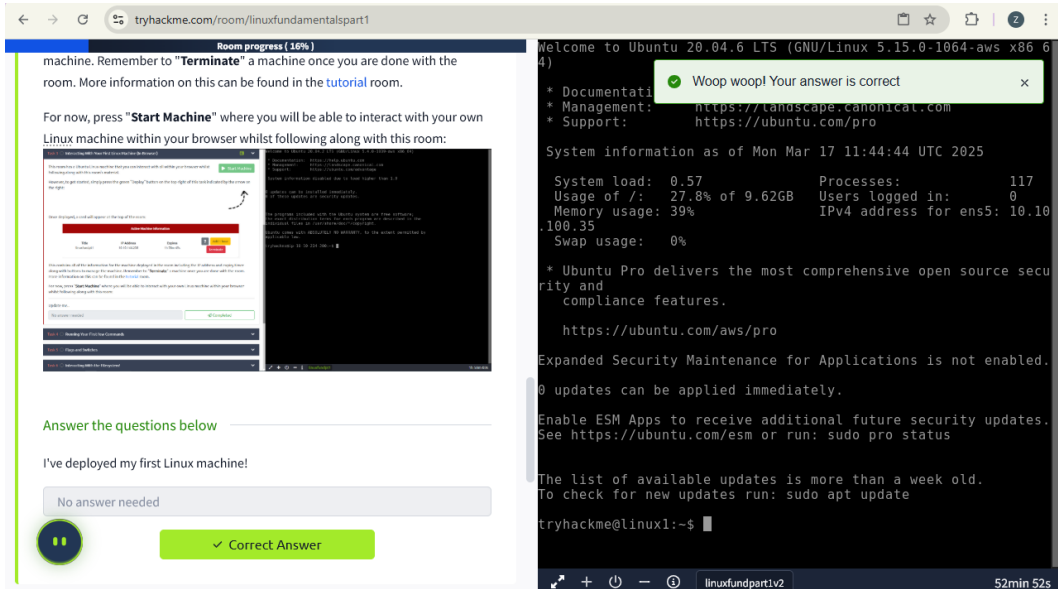 tryhackme.com/room/linuxfundamentalspart1
Z
Room progress ( 16% )
machine. Remember to "Terminate" a machine once you are done with the
room. More information on this can be found in the tutorial room.
For now, press "Start Machine" where you will be able to interact with your own
Linux machine within your browser whilst following along with this room:
Answer the questions below
I've deployed my first Linux machine!
No answer needed
Correct Answer
Welcome to Ubuntu 20.04.6 LTS (GNU/Linux 5.15.0-1064-aws x86_6
4)
Woop woop! Your answer is correct
* Documentati
* Management: https://landscape.canonical.com
* Support: https://ubuntu.com/pro
System information as of Mon Mar 17 11:44:44 UTC 2025
System load: 0.57 Processes: 117
Usage of /: 27.8% of 9.62GB Users logged in: 0
Memory usage: 39% IPv4 address for ens5: 10.10
.100.35
Swap usage: 0%
* Ubuntu Pro delivers the most comprehensive open source secu
rity and
compliance features.
https://ubuntu.com/aws/pro
Expanded Security Maintenance for Applications is not enabled.
0 updates can be applied immediately.
Enable ESM Apps to receive additional future security updates.
See https://ubuntu.com/esm or run: sudo pro status
The list of available updates is more than a week old.
To check for new updates run: sudo apt update
tryhackme@linux1:~$
linuxfundpart1v2
52min 52s